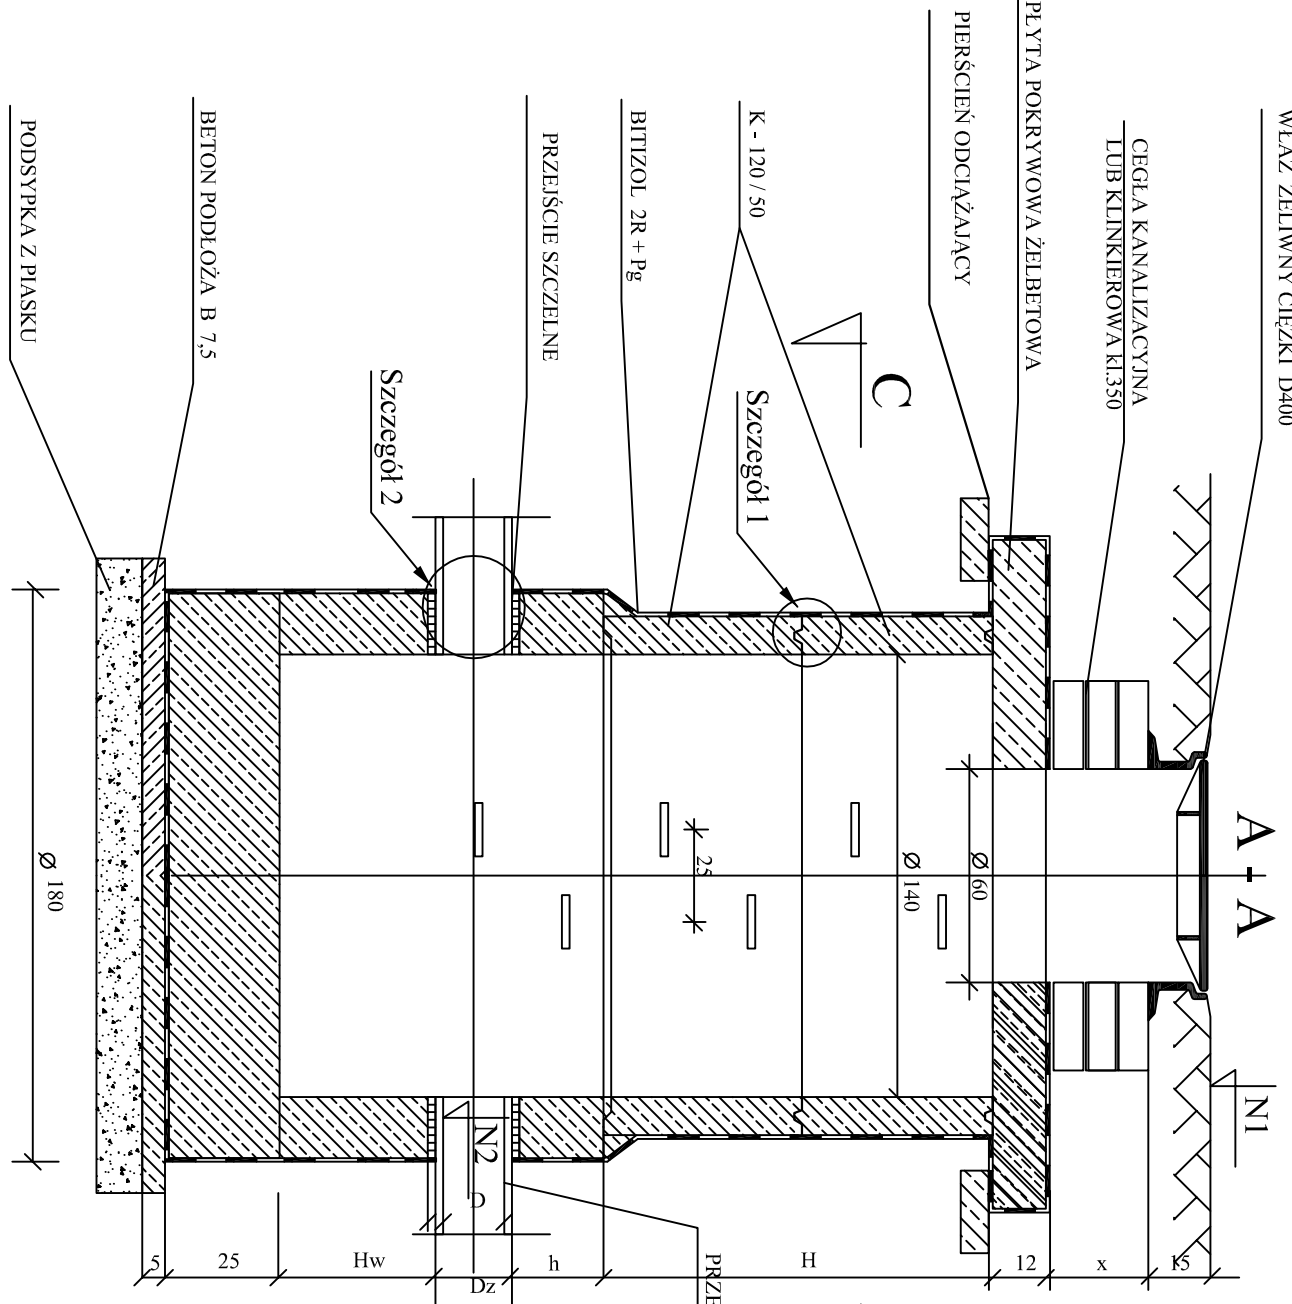 WŁAZ ŻELIWNY CIĘŻKI D400
CEGŁA KANALIZACYJNA
LUB KLINKIEROWA kl.350
PŁYTA POKRYWOWA ŻELBETOWA
PIERŚCIEŃ ODCIĄŻAJĄCY
K - 120 / 50
BITIZOL 2R + Pg
PRZEJŚCIE SZCZELNE
BETON PODŁOŻA B 7,5
PODSYPKA Z PIASKU
A - A
C
Szczegół 1
Szczegół 2
N1
N2
Ø 60
Ø 140
25
Ø 180
D
Dz
PRZE
15
x
12
H
h
Hw
25
5